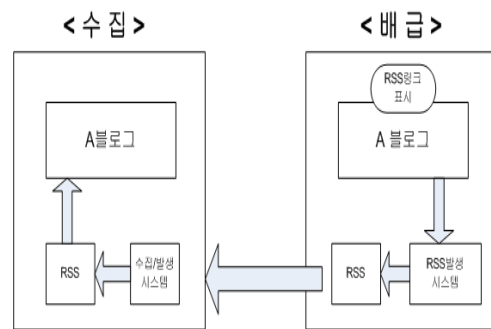 < 수 집 >
A블로그
RSS
수집/발생
시스템
< 배 급 >
RSS링크
표시
A 블로그
RSS
RSS발생
시스템